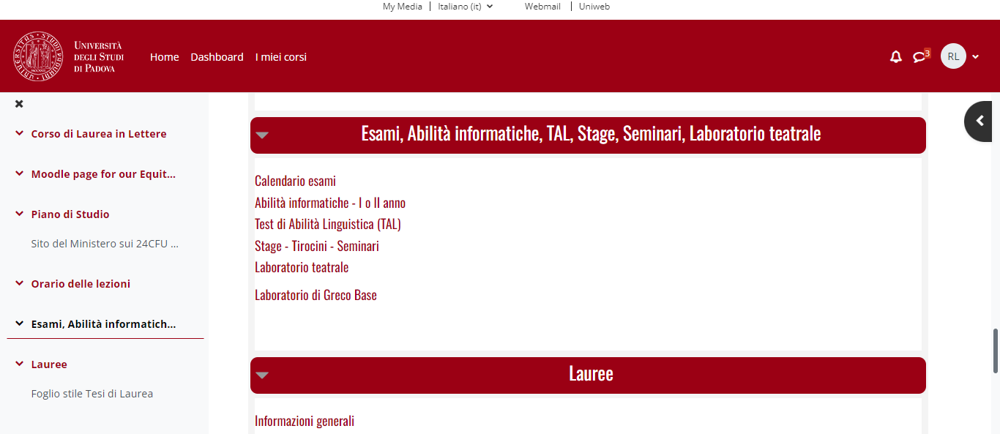 My Media | Italiano (it) Webmail | Uniweb
UNIVERSITÀ
DEGLI STUDI
DI PADOVA
Home Dashboard I miei corsi
3
RL
Corso di Laurea in Lettere
Moodle page for our Equit...
Piano di Studio
Sito del Ministero sui 24CFU ...
Orario delle lezioni
Esami, Abilità informatich...
Lauree
Foglio stile Tesi di Laurea
Esami, Abilità informatiche, TAL, Stage, Seminari, Laboratorio teatrale
Calendario esami
Abilità informatiche - I o II anno
Test di Abilità Linguistica (TAL)
Stage - Tirocini - Seminari
Laboratorio teatrale
Laboratorio di Greco Base
Lauree
Informazioni generali